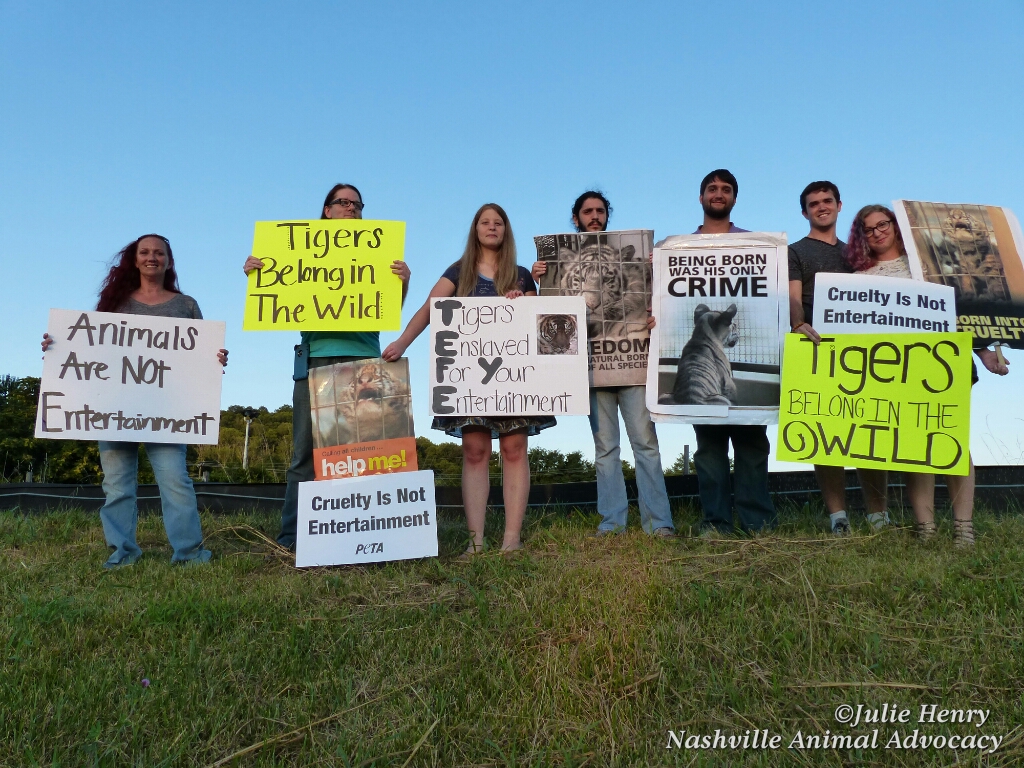 Animals
Are Not
Entertainment
Tigers
Belong in
The Wild!
help me!
Cruelty Is Not
Entertainment
PETA
Tigers
Enslaved
For Your
Entertainment
EEDOM
NATURAL BORN
OF ALL SPECIE
BEING BORN
WAS HIS ONLY
CRIME
Cruelty Is Not
Entertainment
TIGERS
BELONG IN THE
WILD
BORN INTO
CRUELT
©Julie Henry
Nashville Animal Advocacy